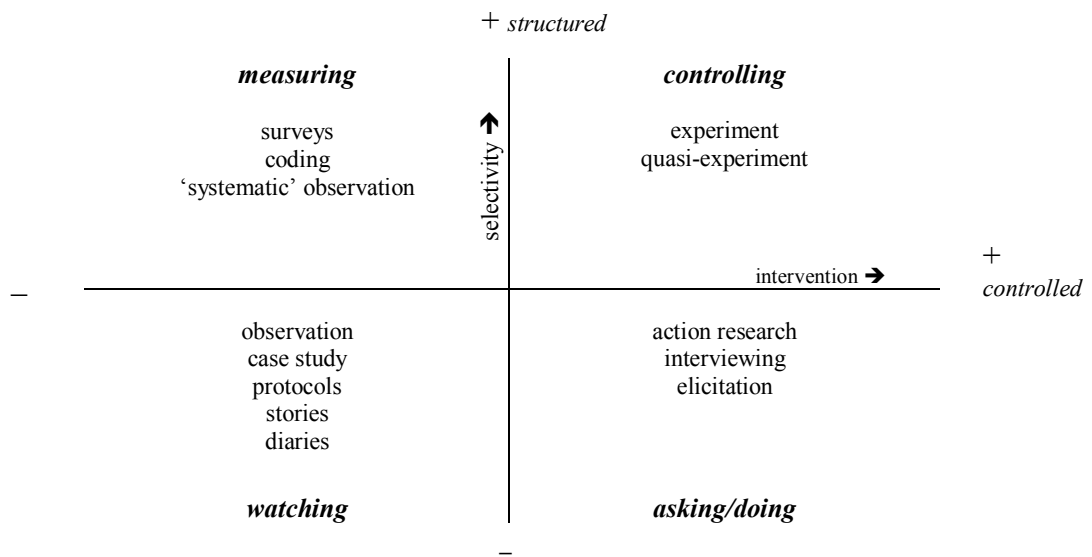 + structured
measuring
controlling
surveys
coding
‘systematic’ observation
selectivity ➔
experiment
quasi-experiment
+
controlled
intervention ➔
–
observation
case study
protocols
stories
diaries
action research
interviewing
elicitation
watching
asking/doing
–